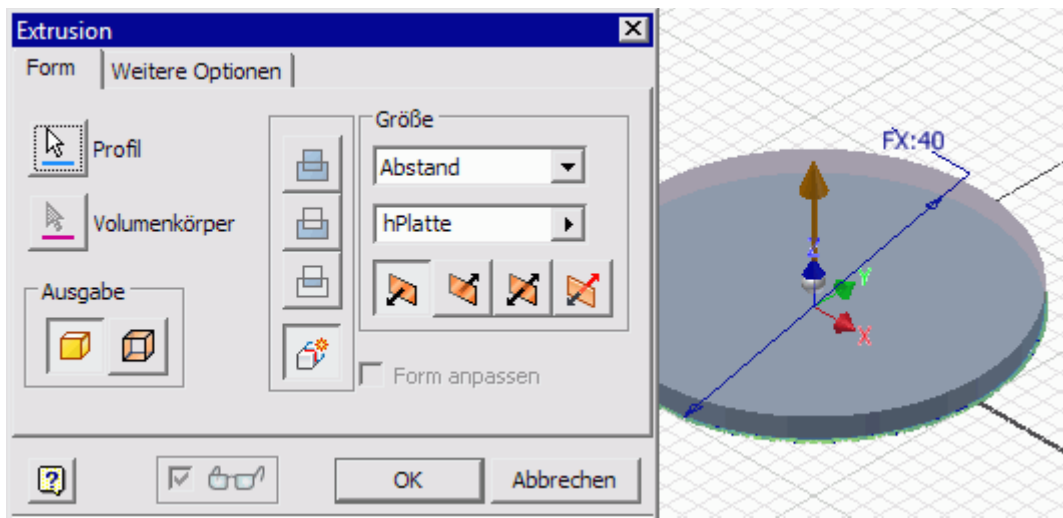 Extrusion
Form
Weitere Optionen
Profil
Volumenkörper
Ausgabe
Größe
Abstand
hPlatte
Form anpassen
OK
Abbrechen
FX:40
Z
Y
X